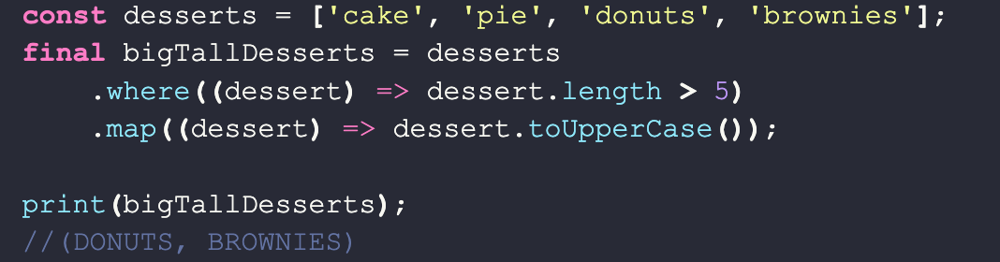 const desserts = ['cake', 'pie', 'donuts', 'brownies'];
final bigTallDesserts = desserts
    .where((dessert) => dessert.length > 5)
    .map((dessert) => dessert.toUpperCase());

print(bigTallDesserts);
//(DONUTS, BROWNIES)